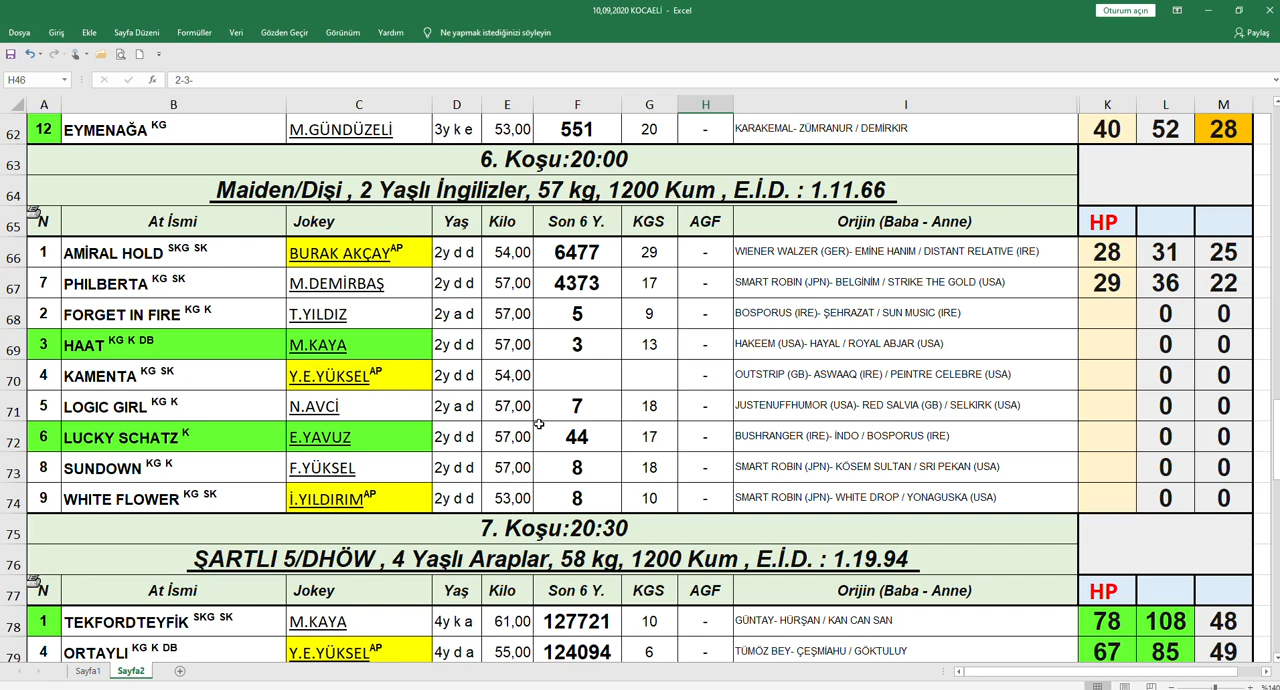 10,09,2020 KOCAELİ - Excel
Oturum açın
Dosya Giriş Ekle Sayfa Düzeni Formüller Veri Gözden Geçir Görünüm Yardım Ne yapmak istediğinizi söyleyin Paylaş
H46 fx 2-3-
A B C D E F G H I K L M
62 12 EYMENAĞA KG M.GÜNDÜZELİ 3y k e 53,00 551 20 - KARAKEMAL- ZÜMRANUR / DEMİRKIR 40 52 28
63 6. Koşu:20:00
64 Maiden/Dişi , 2 Yaşlı İngilizler, 57 kg, 1200 Kum , E.İ.D. : 1.11.66
65 N At İsmi Jokey Yaş Kilo Son 6 Y. KGS AGF Orijin (Baba - Anne) HP
66 1 AMİRAL HOLD SKG SK BURAK AKÇAY AP 2y d d 54,00 6477 29 - WIENER WALZER (GER)- EMİNE HANIM / DISTANT RELATIVE (IRE) 28 31 25
67 7 PHILBERTA KG SK M.DEMİRBAŞ 2y d d 57,00 4373 17 - SMART ROBIN (JPN)- BELGİNİM / STRIKE THE GOLD (USA) 29 36 22
68 2 FORGET IN FIRE KG K T.YILDIZ 2y a d 57,00 5 9 - BOSPORUS (IRE)- ŞEHRAZAT / SUN MUSIC (IRE) 0 0
69 3 HAAT KG K DB M.KAYA 2y d d 57,00 3 13 - HAKEEM (USA)- HAYAL / ROYAL ABJAR (USA) 0 0
70 4 KAMENTA KG SK Y.E.YÜKSEL AP 2y d d 54,00 - OUTSTRIP (GB)- ASWAAQ (IRE) / PEINTRE CELEBRE (USA) 0 0
71 5 LOGIC GIRL KG K N.AVCİ 2y a d 57,00 7 18 - JUSTENUFFHUMOR (USA)- RED SALVIA (GB) / SELKIRK (USA) 0 0
72 6 LUCKY SCHATZ K E.YAVUZ 2y d d 57,00 44 17 - BUSHRANGER (IRE)- İNDO / BOSPORUS (IRE) 0 0
73 8 SUNDOWN KG K F.YÜKSEL 2y d d 57,00 8 18 - SMART ROBIN (JPN)- KÖSEM SULTAN / SRI PEKAN (USA) 0 0
74 9 WHITE FLOWER KG SK İ.YILDIRIM AP 2y d d 53,00 8 10 - SMART ROBIN (JPN)- WHITE DROP / YONAGUSKA (USA) 0 0
75 7. Koşu:20:30
76 ŞARTLI 5/DHÖW , 4 Yaşlı Araplar, 58 kg, 1200 Kum , E.İ.D. : 1.19.94
77 N At İsmi Jokey Yaş Kilo Son 6 Y. KGS AGF Orijin (Baba - Anne) HP
78 1 TEKFORDTEYFİK SKG SK M.KAYA 4y k a 61,00 127721 10 - GÜNTAY- HÜRŞAN / KAN CAN SAN 78 108 48
79 4 ORTAYLI KG K DB Y.E.YÜKSEL AP 4y d a 55,00 124094 6 - TÜMÖZ BEY- ÇEŞMİAHU / GÖKTULUY 67 85 49
Sayfa1 Sayfa2
%140